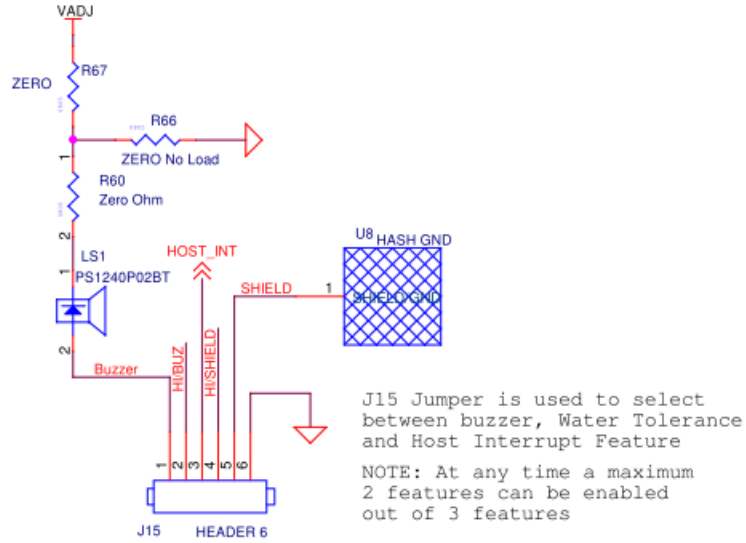 VADJ
R67
ZERO
R66
ZERO No Load
1
R60
Zero Ohm
2
HOST_INT
U8 HASH GND
LS1
1
PS1240P02BT
SHIELD 1
SHIELD GND
2
Buzzer
HI/BUZ
HI/SHIELD
J15 Jumper is used to select
between buzzer, Water Tolerance
and Host Interrupt Feature
1 2 3 4 5 6
NOTE: At any time a maximum
2 features can be enabled
out of 3 features
J15 HEADER 6